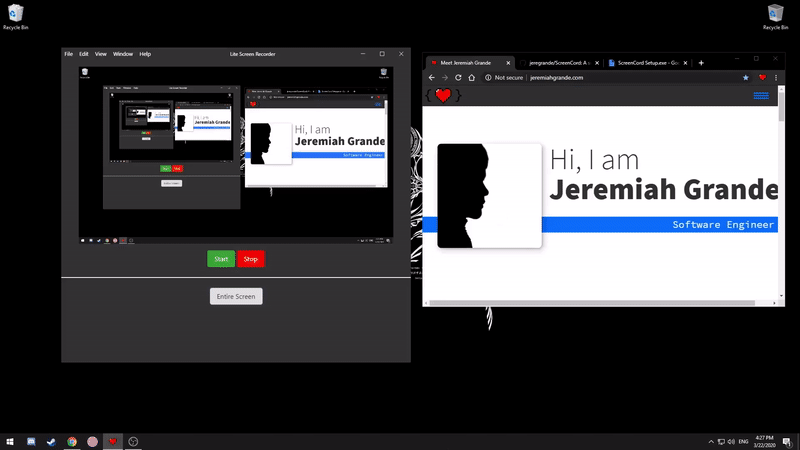 Recycle Bin
Recycle Bin
File Edit View Window Help
Lite Screen Recorder
Start
Stop
Entire Screen
Meet Jeremiah Grande
jeregrande/ScreenCord: A s
ScreenCord Setup.exe - Goo
Not secure | jeremiahgrande.com
{ }
Hi, I am
Jeremiah Grande
Software Engineer
Hi, I am
Jeremiah Grande
Software Engineer
ENG
4:27 PM
3/22/2020